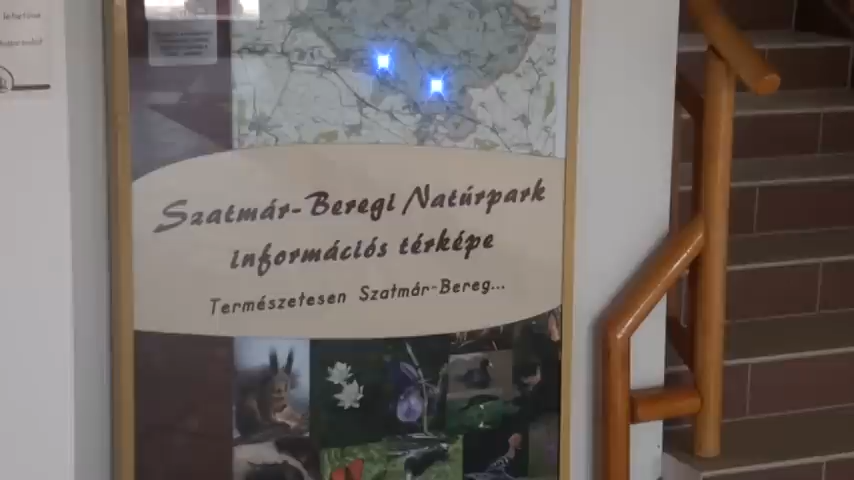 Szatmár-Beregi Natúrpark
információs térképe
Természetesen Szatmár-Bereg...